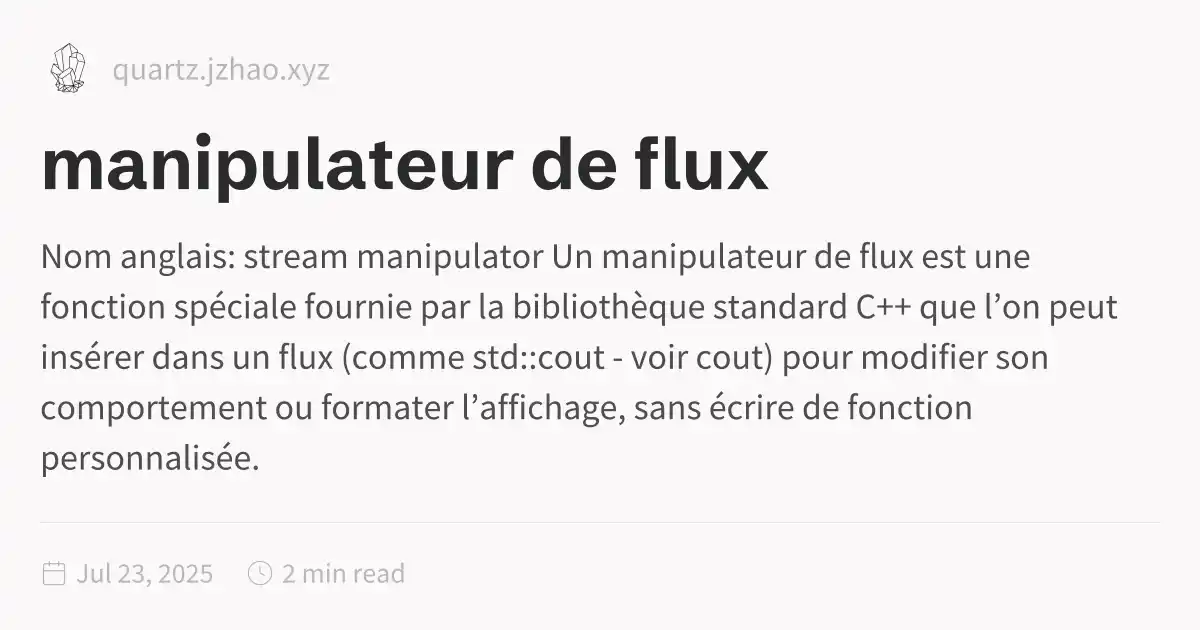 quartz.jzhao.xyz
manipulateur de flux
Nom anglais: stream manipulator Un manipulateur de flux est une
fonction spéciale fournie par la bibliothèque standard C++ que l’on peut
insérer dans un flux (comme std::cout - voir cout) pour modifier son
comportement ou formater l’affichage, sans écrire de fonction
personnalisée.
Jul 23, 2025 2 min read